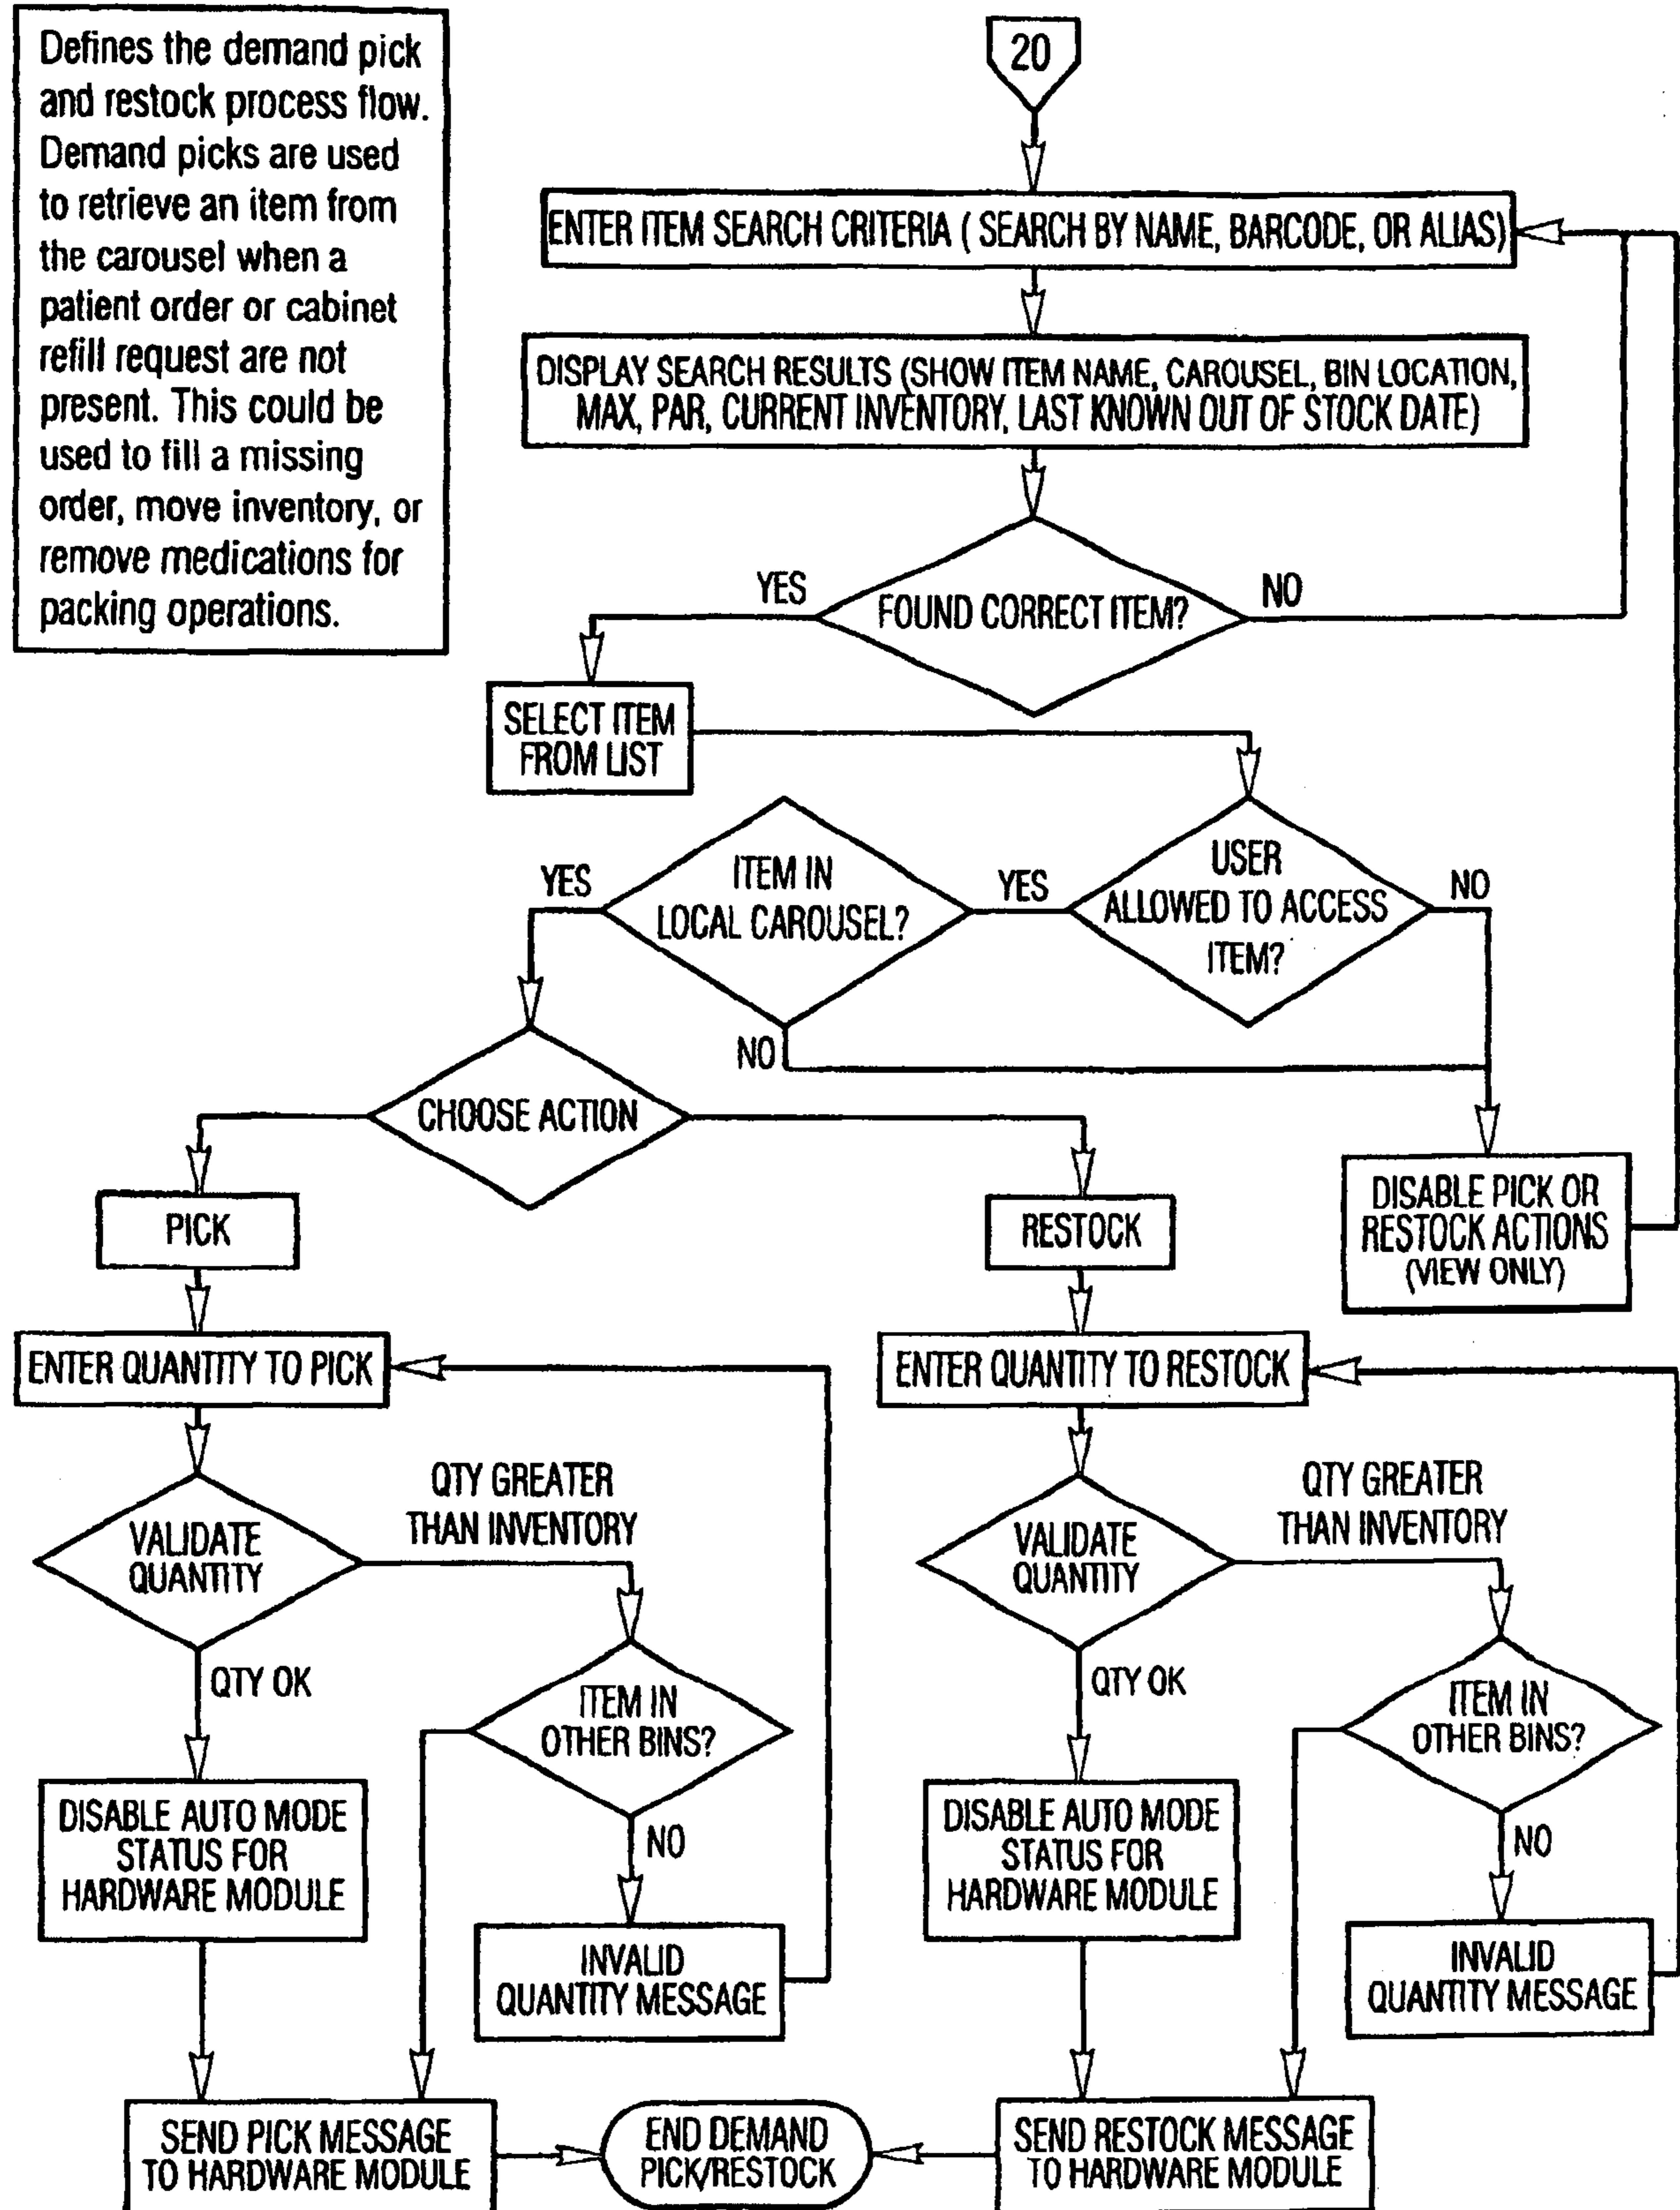 Defines the demand pick
and restock process flow.
Demand picks are used
to retrieve an item from
the carousel when a
patient order or cabinet
refill request are not
present. This could be
used to fill a missing
order, move inventory, or
remove medications for
packing operations.
20
ENTER ITEM SEARCH CRITERIA ( SEARCH BY NAME, BARCODE, OR ALIAS)
DISPLAY SEARCH RESULTS (SHOW ITEM NAME, CAROUSEL, BIN LOCATION,
MAX, PAR, CURRENT INVENTORY, LAST KNOWN OUT OF STOCK DATE)
YES
FOUND CORRECT ITEM?
NO
SELECT ITEM
FROM LIST
YES
ITEM IN
LOCAL CAROUSEL?
YES
USER
ALLOWED TO ACCESS
ITEM?
NO
NO
CHOOSE ACTION
PICK
RESTOCK
DISABLE PICK OR
RESTOCK ACTIONS
(VIEW ONLY)
ENTER QUANTITY TO PICK
ENTER QUANTITY TO RESTOCK
VALIDATE
QUANTITY
QTY GREATER
THAN INVENTORY
VALIDATE
QUANTITY
QTY GREATER
THAN INVENTORY
QTY OK
ITEM IN
OTHER BINS?
QTY OK
ITEM IN
OTHER BINS?
DISABLE AUTO MODE
STATUS FOR
HARDWARE MODULE
NO
DISABLE AUTO MODE
STATUS FOR
HARDWARE MODULE
NO
INVALID
QUANTITY MESSAGE
INVALID
QUANTITY MESSAGE
SEND PICK MESSAGE
TO HARDWARE MODULE
END DEMAND
PICK/RESTOCK
SEND RESTOCK MESSAGE
TO HARDWARE MODULE